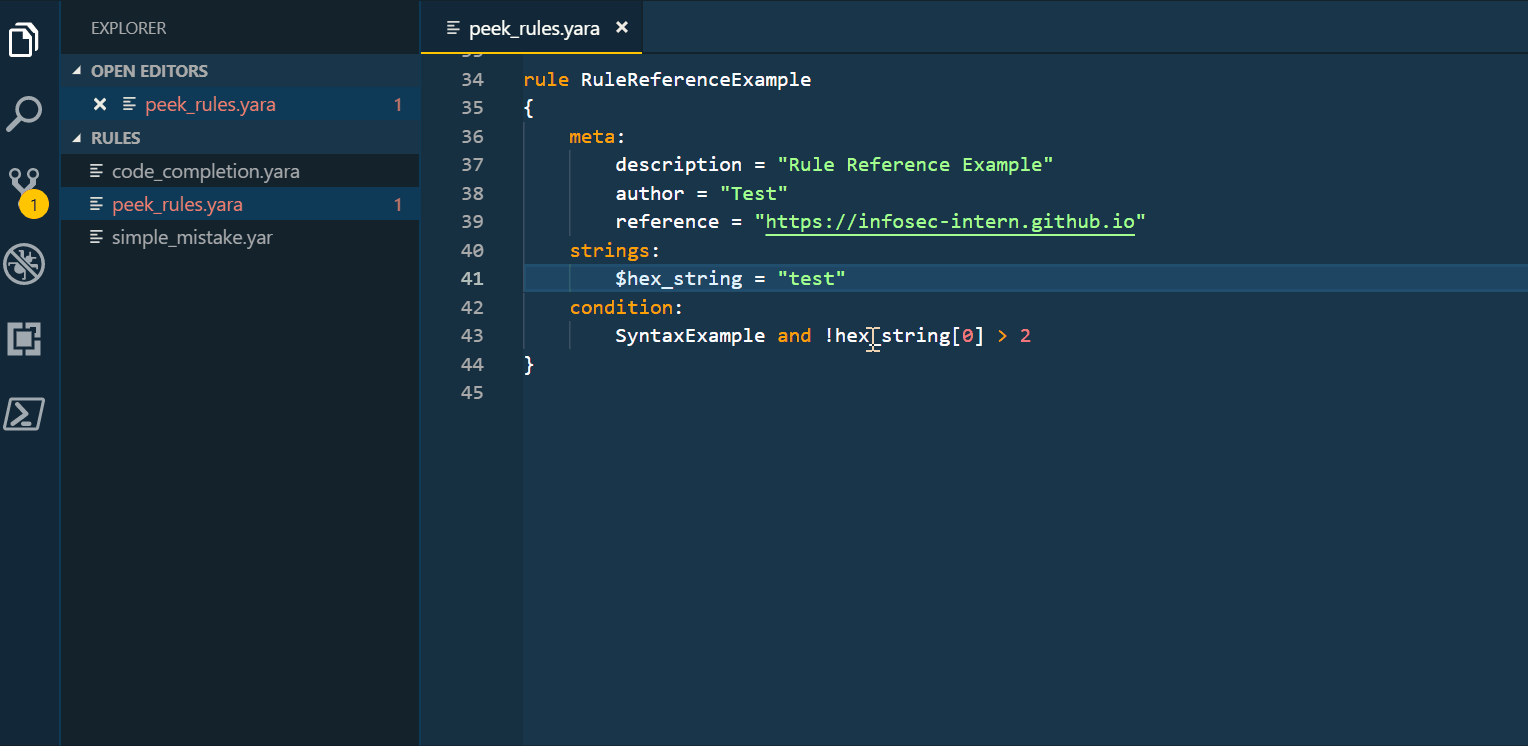 EXPLORER
OPEN EDITORS
peek_rules.yara 1
RULES
code_completion.yara
peek_rules.yara 1
simple_mistake.yar
1
peek_rules.yara
34 rule RuleReferenceExample
35 {
36 meta:
37 description = "Rule Reference Example"
38 author = "Test"
39 reference = "https://infosec-intern.github.io"
40 strings:
41 $hex_string = "test"
42 condition:
43 SyntaxExample and !hex_string[0] > 2
44 }
45